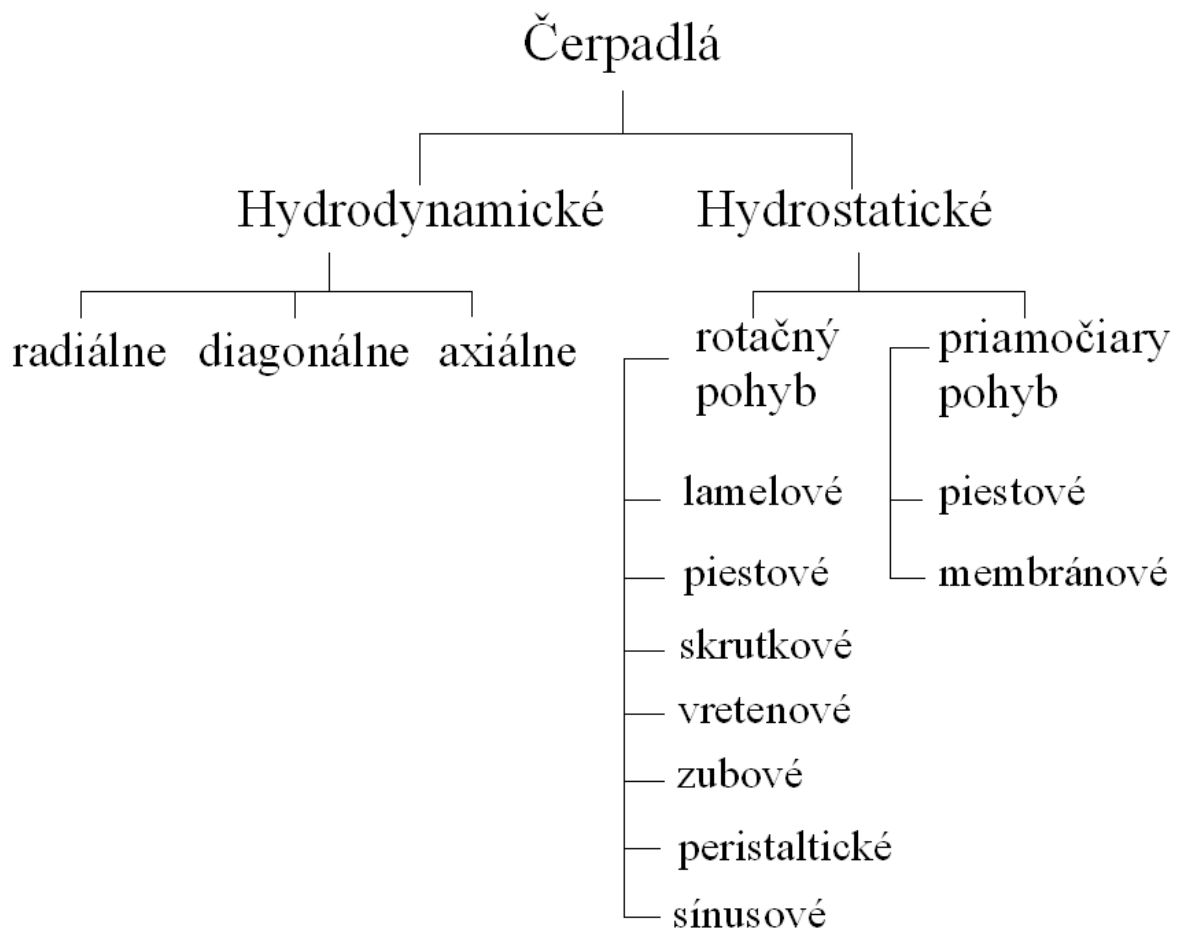 Čerpadlá
Hydrodynamické
Hydrostatické
radiálne
diagonálne
axiálne
rotačný
pohyb
lamelové
piestové
skrutkové
vretenové
zubové
peristaltické
sínusové
priamočiary
pohyb
piestové
membránové